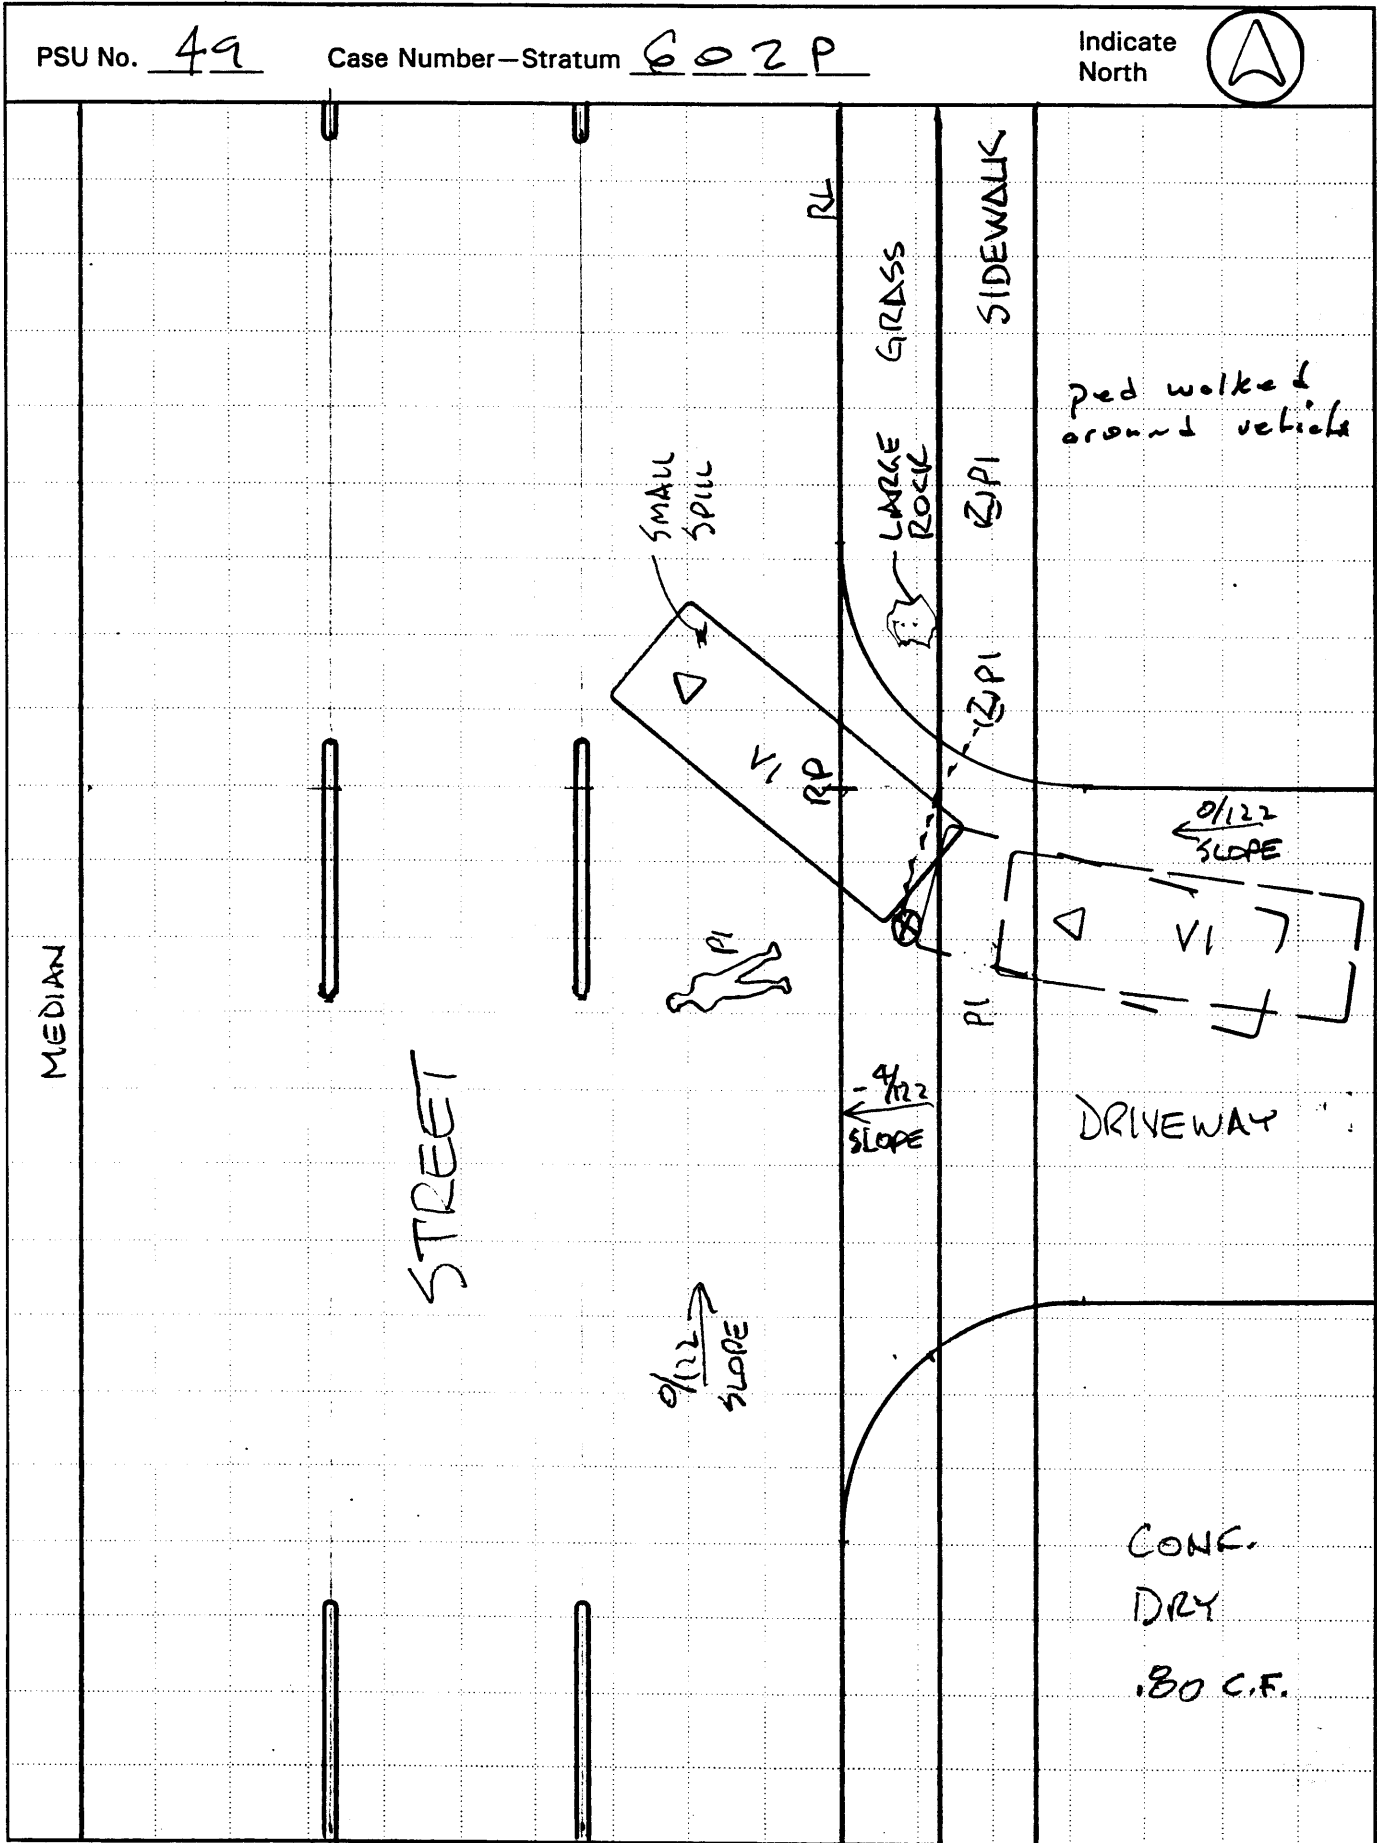 PSU No. 49 Case Number—Stratum 602P
Indicate
North
RL
GRASS
SIDEWALK
ped walked
around vehicle
SMALL
SPILL
LARGE
ROCK
P1
P1
V1
RP
0/122
SLOPE
V1
P1
P1
MEDIAN
-4/122
SLOPE
DRIVEWAY
STREET
0/122
SLOPE
CONC.
DRY
.80 C.F.